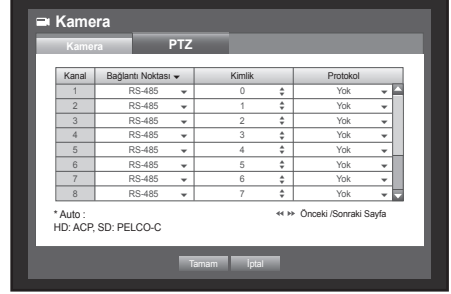 Kamera
Kamera PTZ
Kanal Bağlantı Noktası Kimlik Protokol
1 RS-485 0 Yok
2 RS-485 1 Yok
3 RS-485 2 Yok
4 RS-485 3 Yok
5 RS-485 4 Yok
6 RS-485 5 Yok
7 RS-485 6 Yok
8 RS-485 7 Yok
* Auto : Önceki /Sonraki Sayfa
HD: ACP, SD: PELCO-C
Tamam İptal